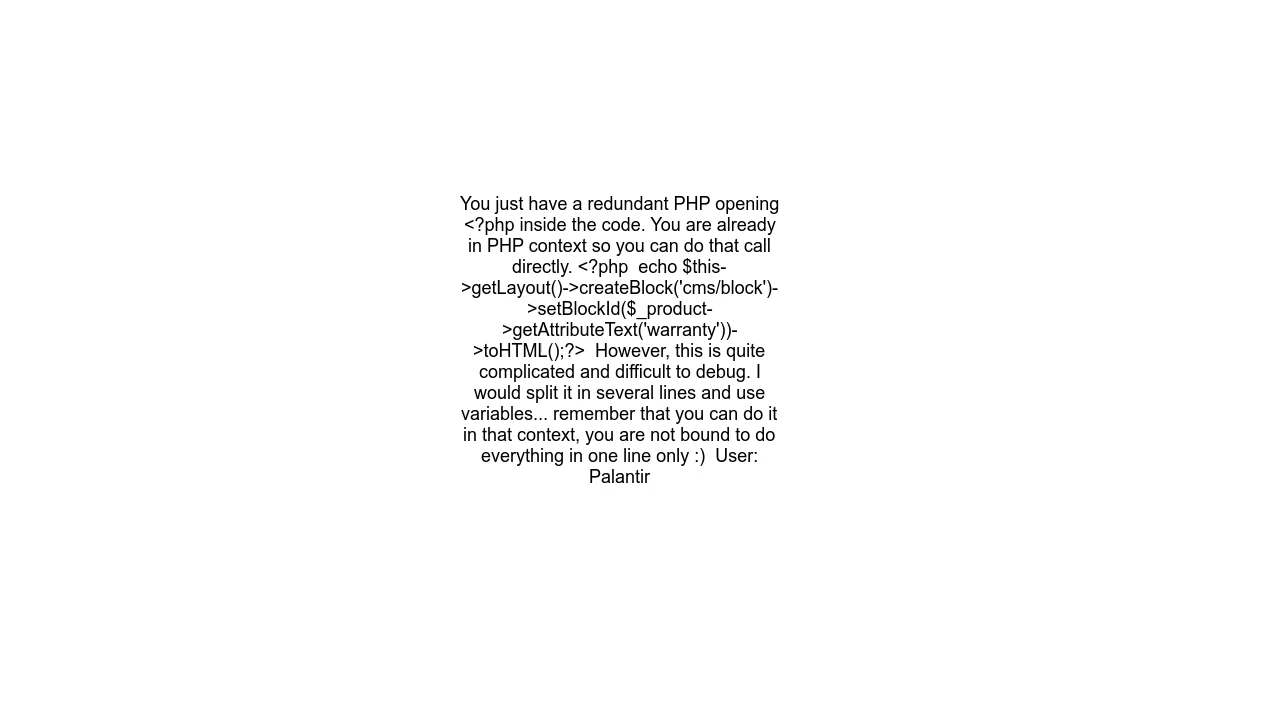 You just have a redundant PHP opening
<?php inside the code. You are already
in PHP context so you can do that call
directly. <?php  echo $this-
>getLayout()->createBlock('cms/block')-
>setBlockId($_product-
>getAttributeText('warranty'))-
>toHTML();?>  However, this is quite
complicated and difficult to debug. I
would split it in several lines and use
variables... remember that you can do it
in that context, you are not bound to do
everything in one line only :)  User:
Palantir